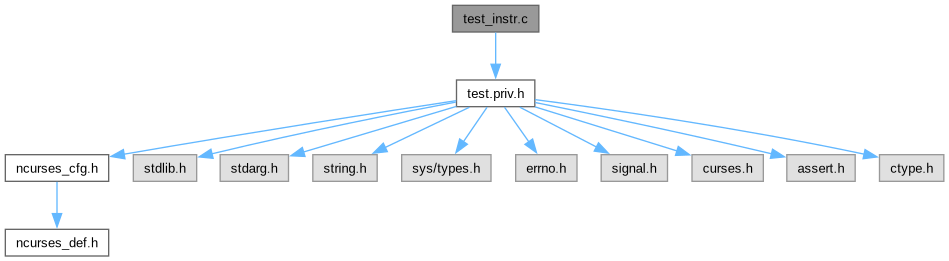 test_instr.c
test.priv.h
ncurses_cfg.h
stdlib.h
stdarg.h
string.h
sys/types.h
errno.h
signal.h
curses.h
assert.h
ctype.h
ncurses_def.h